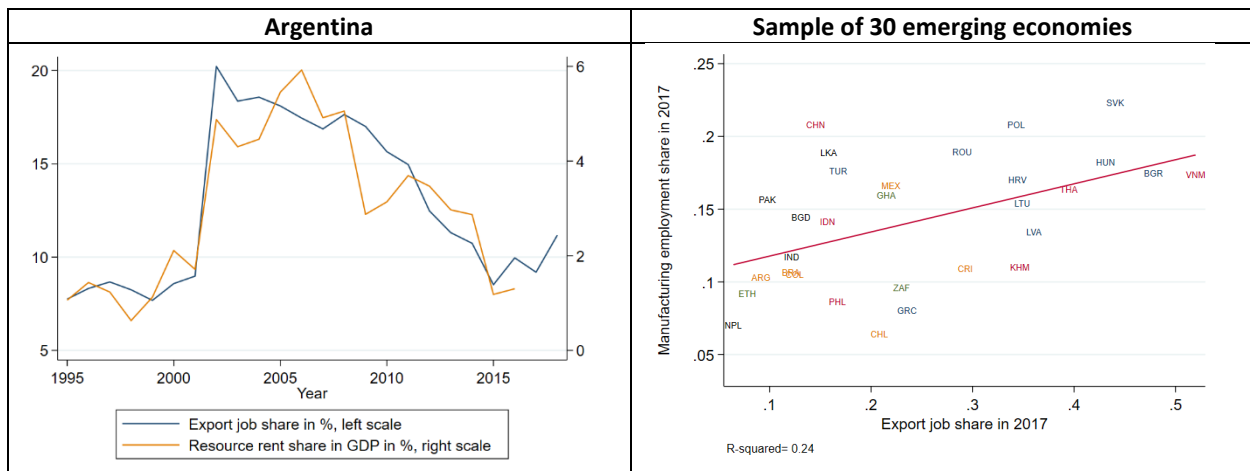 Argentina
Sample of 30 emerging economies
20
15
10
5
6
4
2
0
1995
2000
2005
2010
2015
Year
Export job share in %, left scale
Resource rent share in GDP in %, right scale
Manufacturing employment share in 2017
.25
.2
.15
.1
.05
SVK
CHN
POL
LKA
ROU
TUR
HUN
BGR
VNM
MEX
HRV
GHA
THA
PAK
LTU
BGD
IDN
LVA
IND
BRA
COL
ARG
CRI
KHM
ETH
ZAF
PHL
GRC
NPL
CHL
.1
.2
.3
.4
.5
Export job share in 2017
R-squared= 0.24